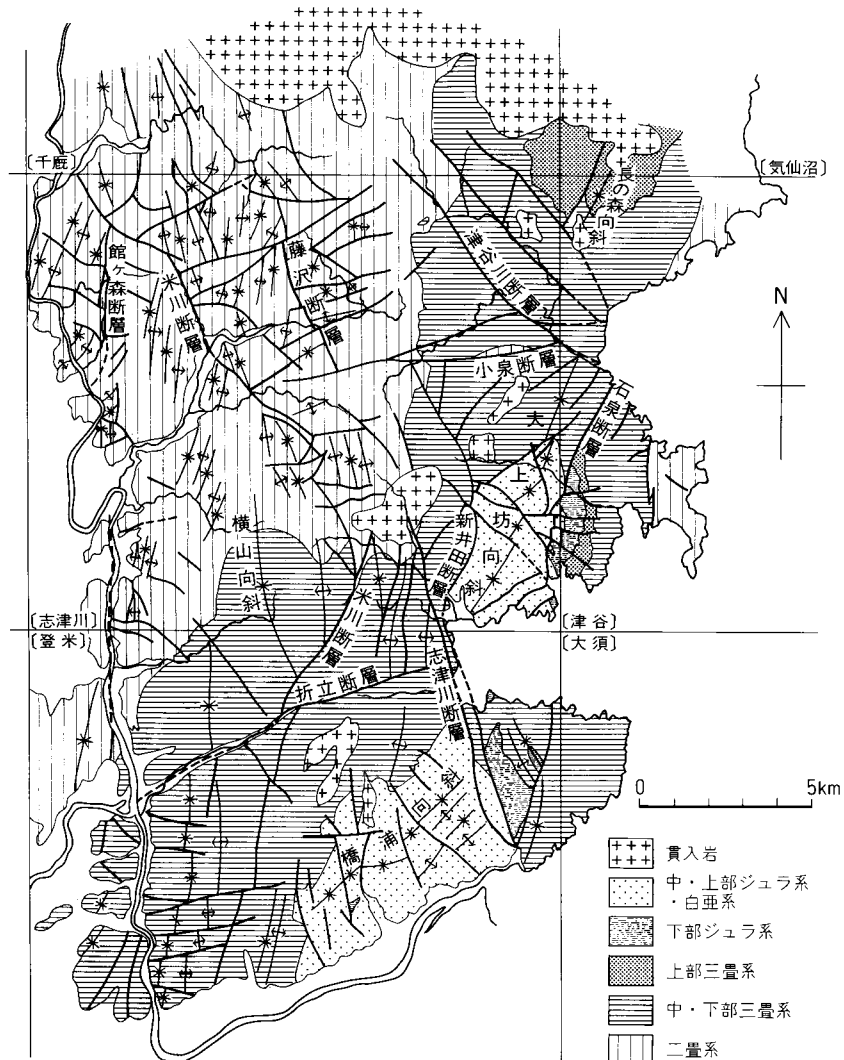 〔千厩〕
〔気仙沼〕
長の森向斜
津谷川断層
藤沢断層
館ヶ森断層
米川断層
N
小泉断層
石泉断層
大上坊向斜
新井田断層
横山向斜
米川断層
〔志津川〕
〔登米〕
〔津谷〕
〔大須〕
折立断層
志津川断層
橋浦向斜
0 5km
貫入岩
中・上部ジュラ系
・白亜系
下部ジュラ系
上部三畳系
中・下部三畳系
二畳系